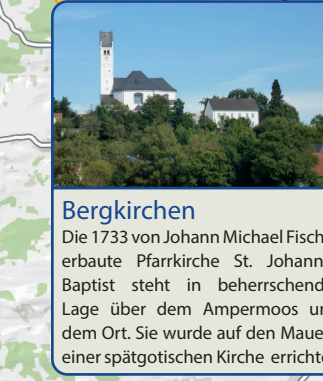 Bergkirchen
Die 1733 von Johann Michael Fisch
erbaute Pfarrkirche St. Johann
Baptist steht in beherrschend
Lage über dem Ampermoos un
dem Ort. Sie wurde auf den Maue
einer spätgotischen Kirche errichte